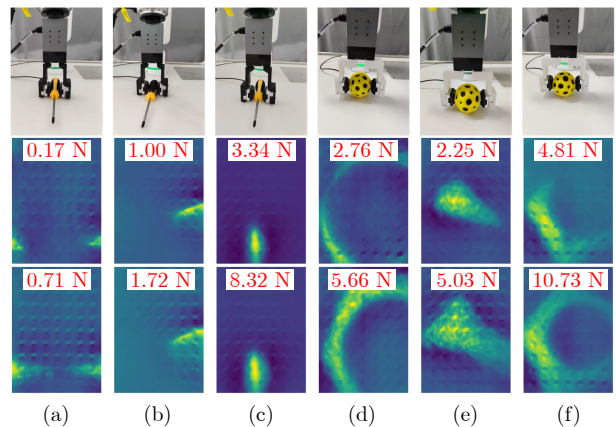 0.17 N 1.00 N 3.34 N 2.76 N 2.25 N 4.81 N
0.71 N 1.72 N 8.32 N 5.66 N 5.03 N 10.73 N
(a) (b) (c) (d) (e) (f)